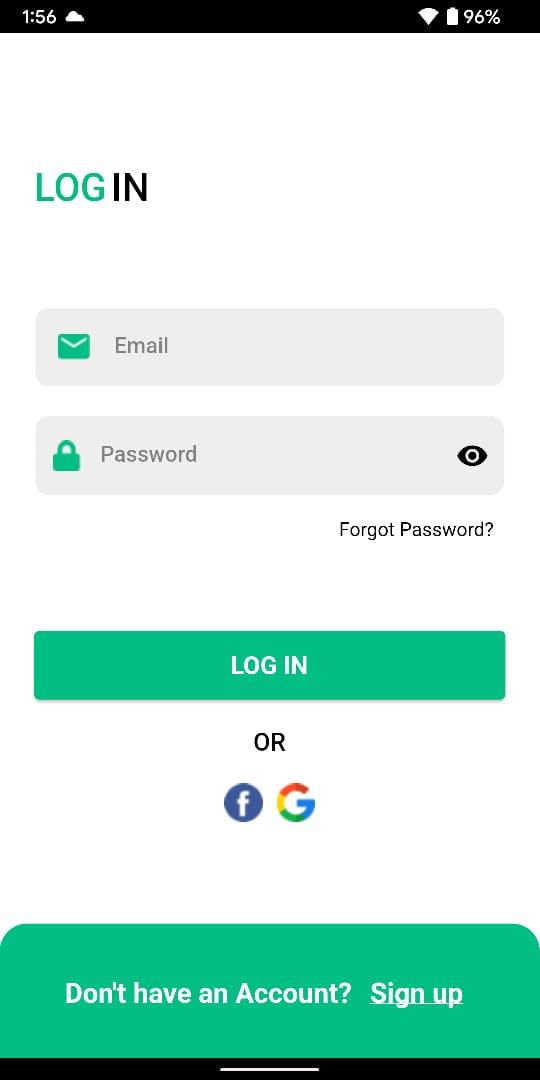 1:56 96%
LOG IN
Email
Password
Forgot Password?
LOG IN
OR
Don't have an Account? Sign up